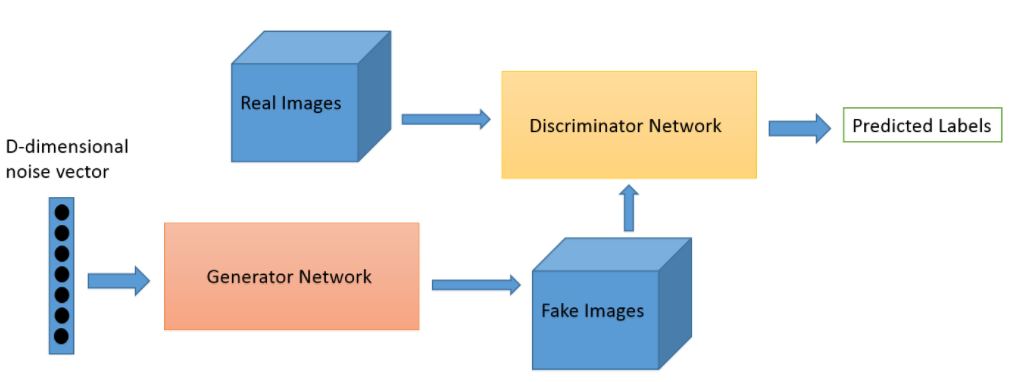 Real Images
Discriminator Network
Predicted Labels
D-dimensional
noise vector
Generator Network
Fake Images